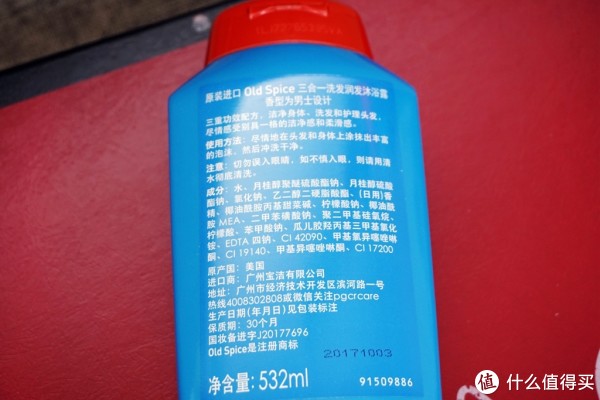 原装进口 Old Spice 三合一洗发润发沐浴露
香型为男士设计
三重功效配方，洁净身体、洗发和护理头发，
尽情感受别具一格的洁净感和柔滑感。
使用方法：尽情地在头发和身体上涂抹出丰富
的泡沫，然后冲洗干净。
注意：切勿误入眼睛，如不慎入眼，则请用清
水彻底清洗。
成分：水、月桂醇聚醚硫酸酯钠、月桂醇硫酸
酯钠、氯化钠、乙二醇二硬脂酸酯、(日用)香
精、椰油酰胺丙基甜菜碱、柠檬酸钠、椰油酰
胺 MEA、二甲苯磺酸钠、聚二甲基硅氧烷、
柠檬酸、苯甲酸钠、瓜儿胶羟丙基三甲基氯化
铵、EDTA 四钠、CI 42090、甲基氯异噻唑啉
酮、CI 19140、甲基异噻唑啉酮、CI 17200
原产国：美国
进口商：广州宝洁有限公司
地址：广州市经济技术开发区滨河路一号
热线4008302808或微信关注pgcrcare
生产日期（年月日)见包装标注
保质期：30个月
国妆备进字J20177696
Old Spice是注册商标
20171003
净含量：532ml
91509886
值 什么值得买